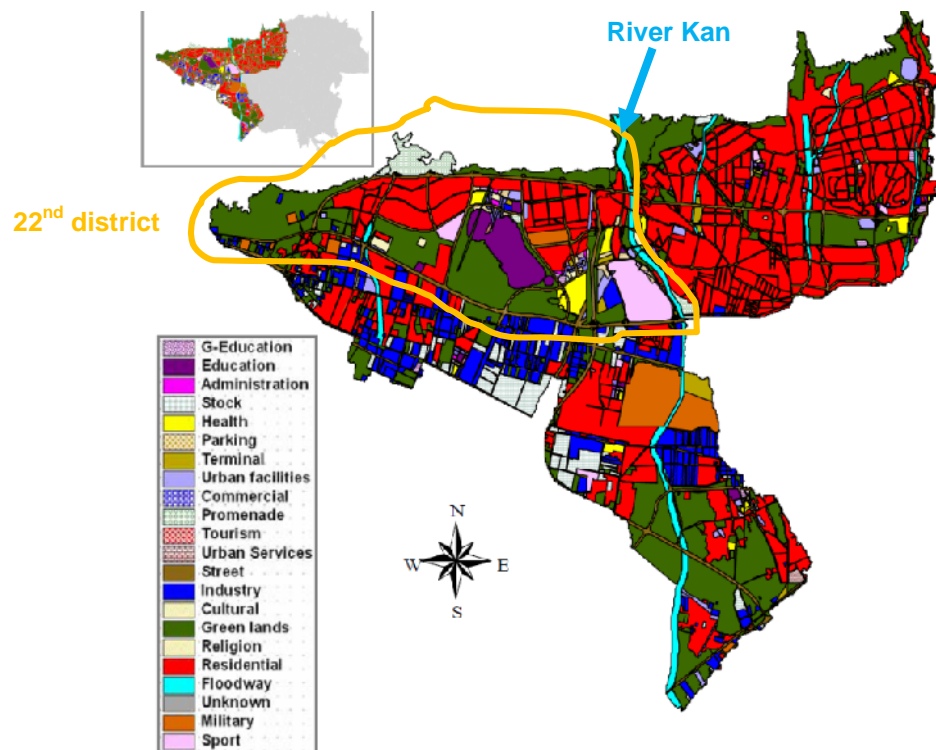 River Kan
22nd district
G-Education
Education
Administration
Stock
Health
Parking
Terminal
Urban facilities
Commercial
Promenade
Tourism
Urban Services
Street
Industry
Cultural
Green lands
Religion
Residential
Floodway
Unknown
Military
Sport
N
W E
S